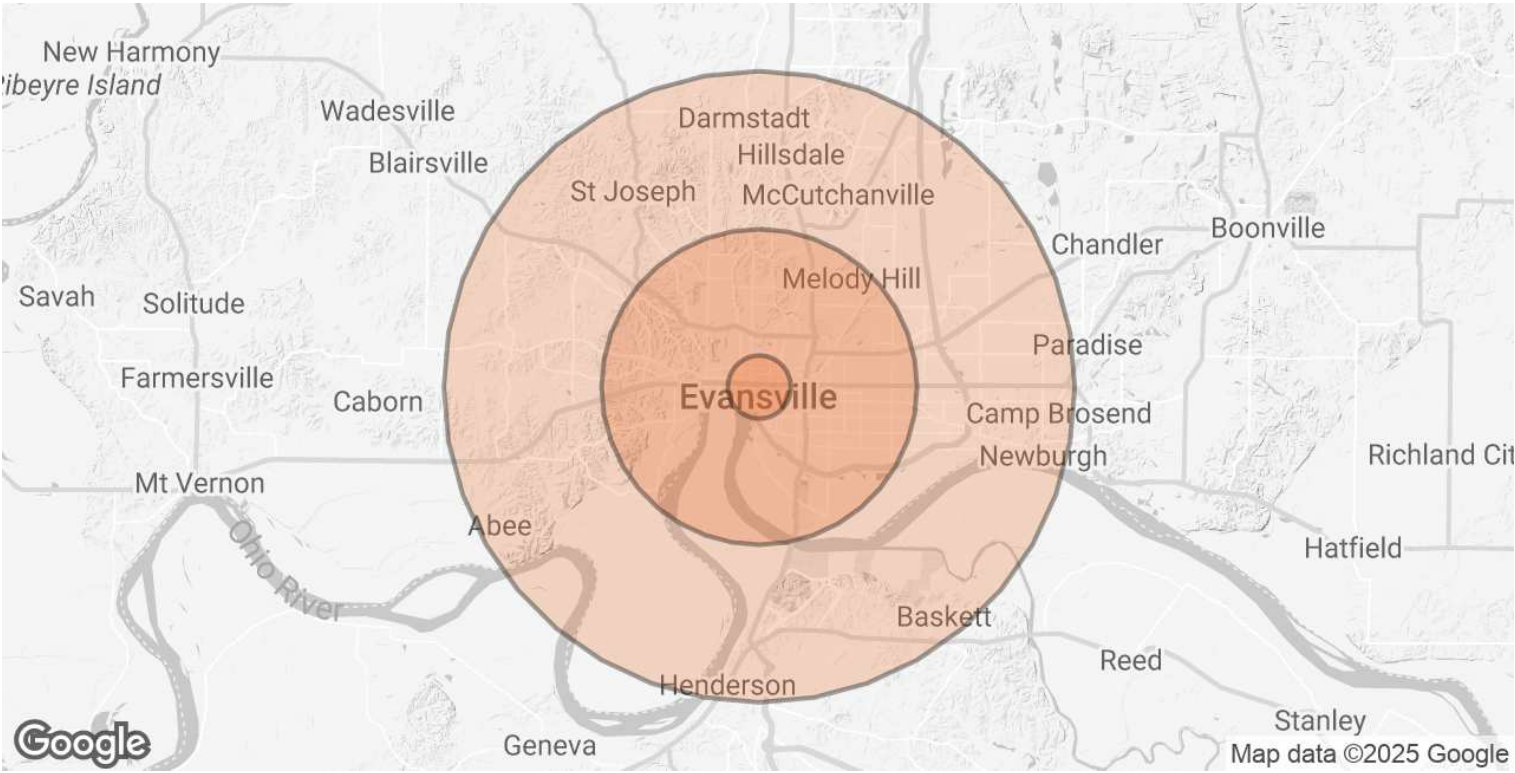 New Harmony
ibeyre Island
Wadesville
Darmstadt
Blairsville
Hillsdale
St Joseph
McCutchanville
Boonville
Chandler
Melody Hill
Savah
Solitude
Paradise
Farmersville
Evansville
Caborn
Camp Brosend
Newburgh
Richland Cit
Mt Vernon
Abee
Ohio River
Hatfield
Baskett
Reed
Henderson
Stanley
Google
Geneva
Map data ©2025 Google